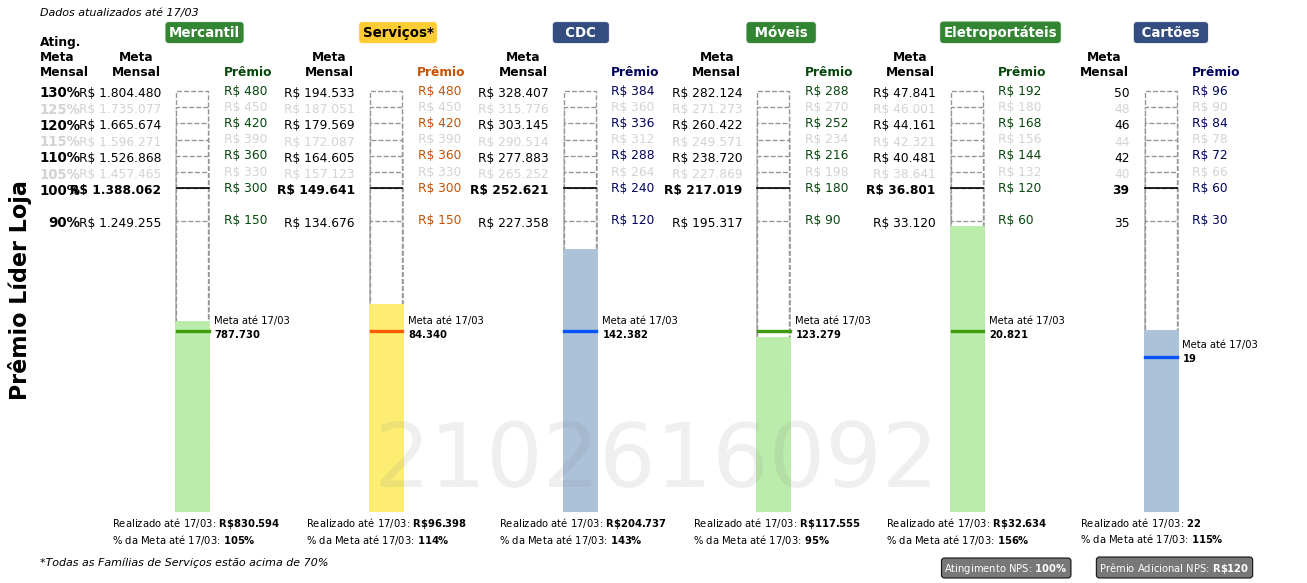 Dados atualizados até 17/03
Mercantil Serviços* CDC Móveis Eletroportáteis Cartões
Ating. Meta Mensal
Meta Mensal Prêmio Meta Mensal Prêmio Meta Mensal Prêmio Meta Mensal Prêmio Meta Mensal Prêmio Meta Mensal Prêmio
130% R$ 1.804.480 R$ 480 R$ 194.533 R$ 480 R$ 328.407 R$ 384 R$ 282.124 R$ 288 R$ 47.841 R$ 192 50 R$ 96
125% R$ 1.735.077 R$ 450 R$ 187.051 R$ 450 R$ 315.776 R$ 360 R$ 271.273 R$ 270 R$ 46.001 R$ 180 48 R$ 90
120% R$ 1.665.674 R$ 420 R$ 179.569 R$ 420 R$ 303.145 R$ 336 R$ 260.422 R$ 252 R$ 44.161 R$ 168 46 R$ 84
115% R$ 1.596.271 R$ 390 R$ 172.087 R$ 390 R$ 290.514 R$ 312 R$ 249.571 R$ 234 R$ 42.321 R$ 156 44 R$ 78
110% R$ 1.526.868 R$ 360 R$ 164.605 R$ 360 R$ 277.883 R$ 288 R$ 238.720 R$ 216 R$ 40.481 R$ 144 42 R$ 72
105% R$ 1.457.465 R$ 330 R$ 157.123 R$ 330 R$ 265.252 R$ 264 R$ 227.869 R$ 198 R$ 38.641 R$ 132 40 R$ 66
100% R$ 1.388.062 R$ 300 R$ 149.641 R$ 300 R$ 252.621 R$ 240 R$ 217.019 R$ 180 R$ 36.801 R$ 120 39 R$ 60
90% R$ 1.249.255 R$ 150 R$ 134.676 R$ 150 R$ 227.358 R$ 120 R$ 195.317 R$ 90 R$ 33.120 R$ 60 35 R$ 30
Prêmio Líder Loja
Meta até 17/03 Meta até 17/03 Meta até 17/03 Meta até 17/03 Meta até 17/03
787.730 84.340 142.382 123.279 20.821
Meta até 17/03
19
2102616092
Realizado até 17/03: R$830.594 Realizado até 17/03: R$96.398 Realizado até 17/03: R$204.737 Realizado até 17/03: R$117.555 Realizado até 17/03: R$32.634 Realizado até 17/03: 22
% da Meta até 17/03: 105% % da Meta até 17/03: 114% % da Meta até 17/03: 143% % da Meta até 17/03: 95% % da Meta até 17/03: 156% % da Meta até 17/03: 115%
*Todas as Famílias de Serviços estão acima de 70%
Atingimento NPS: 100% Prêmio Adicional NPS: R$120